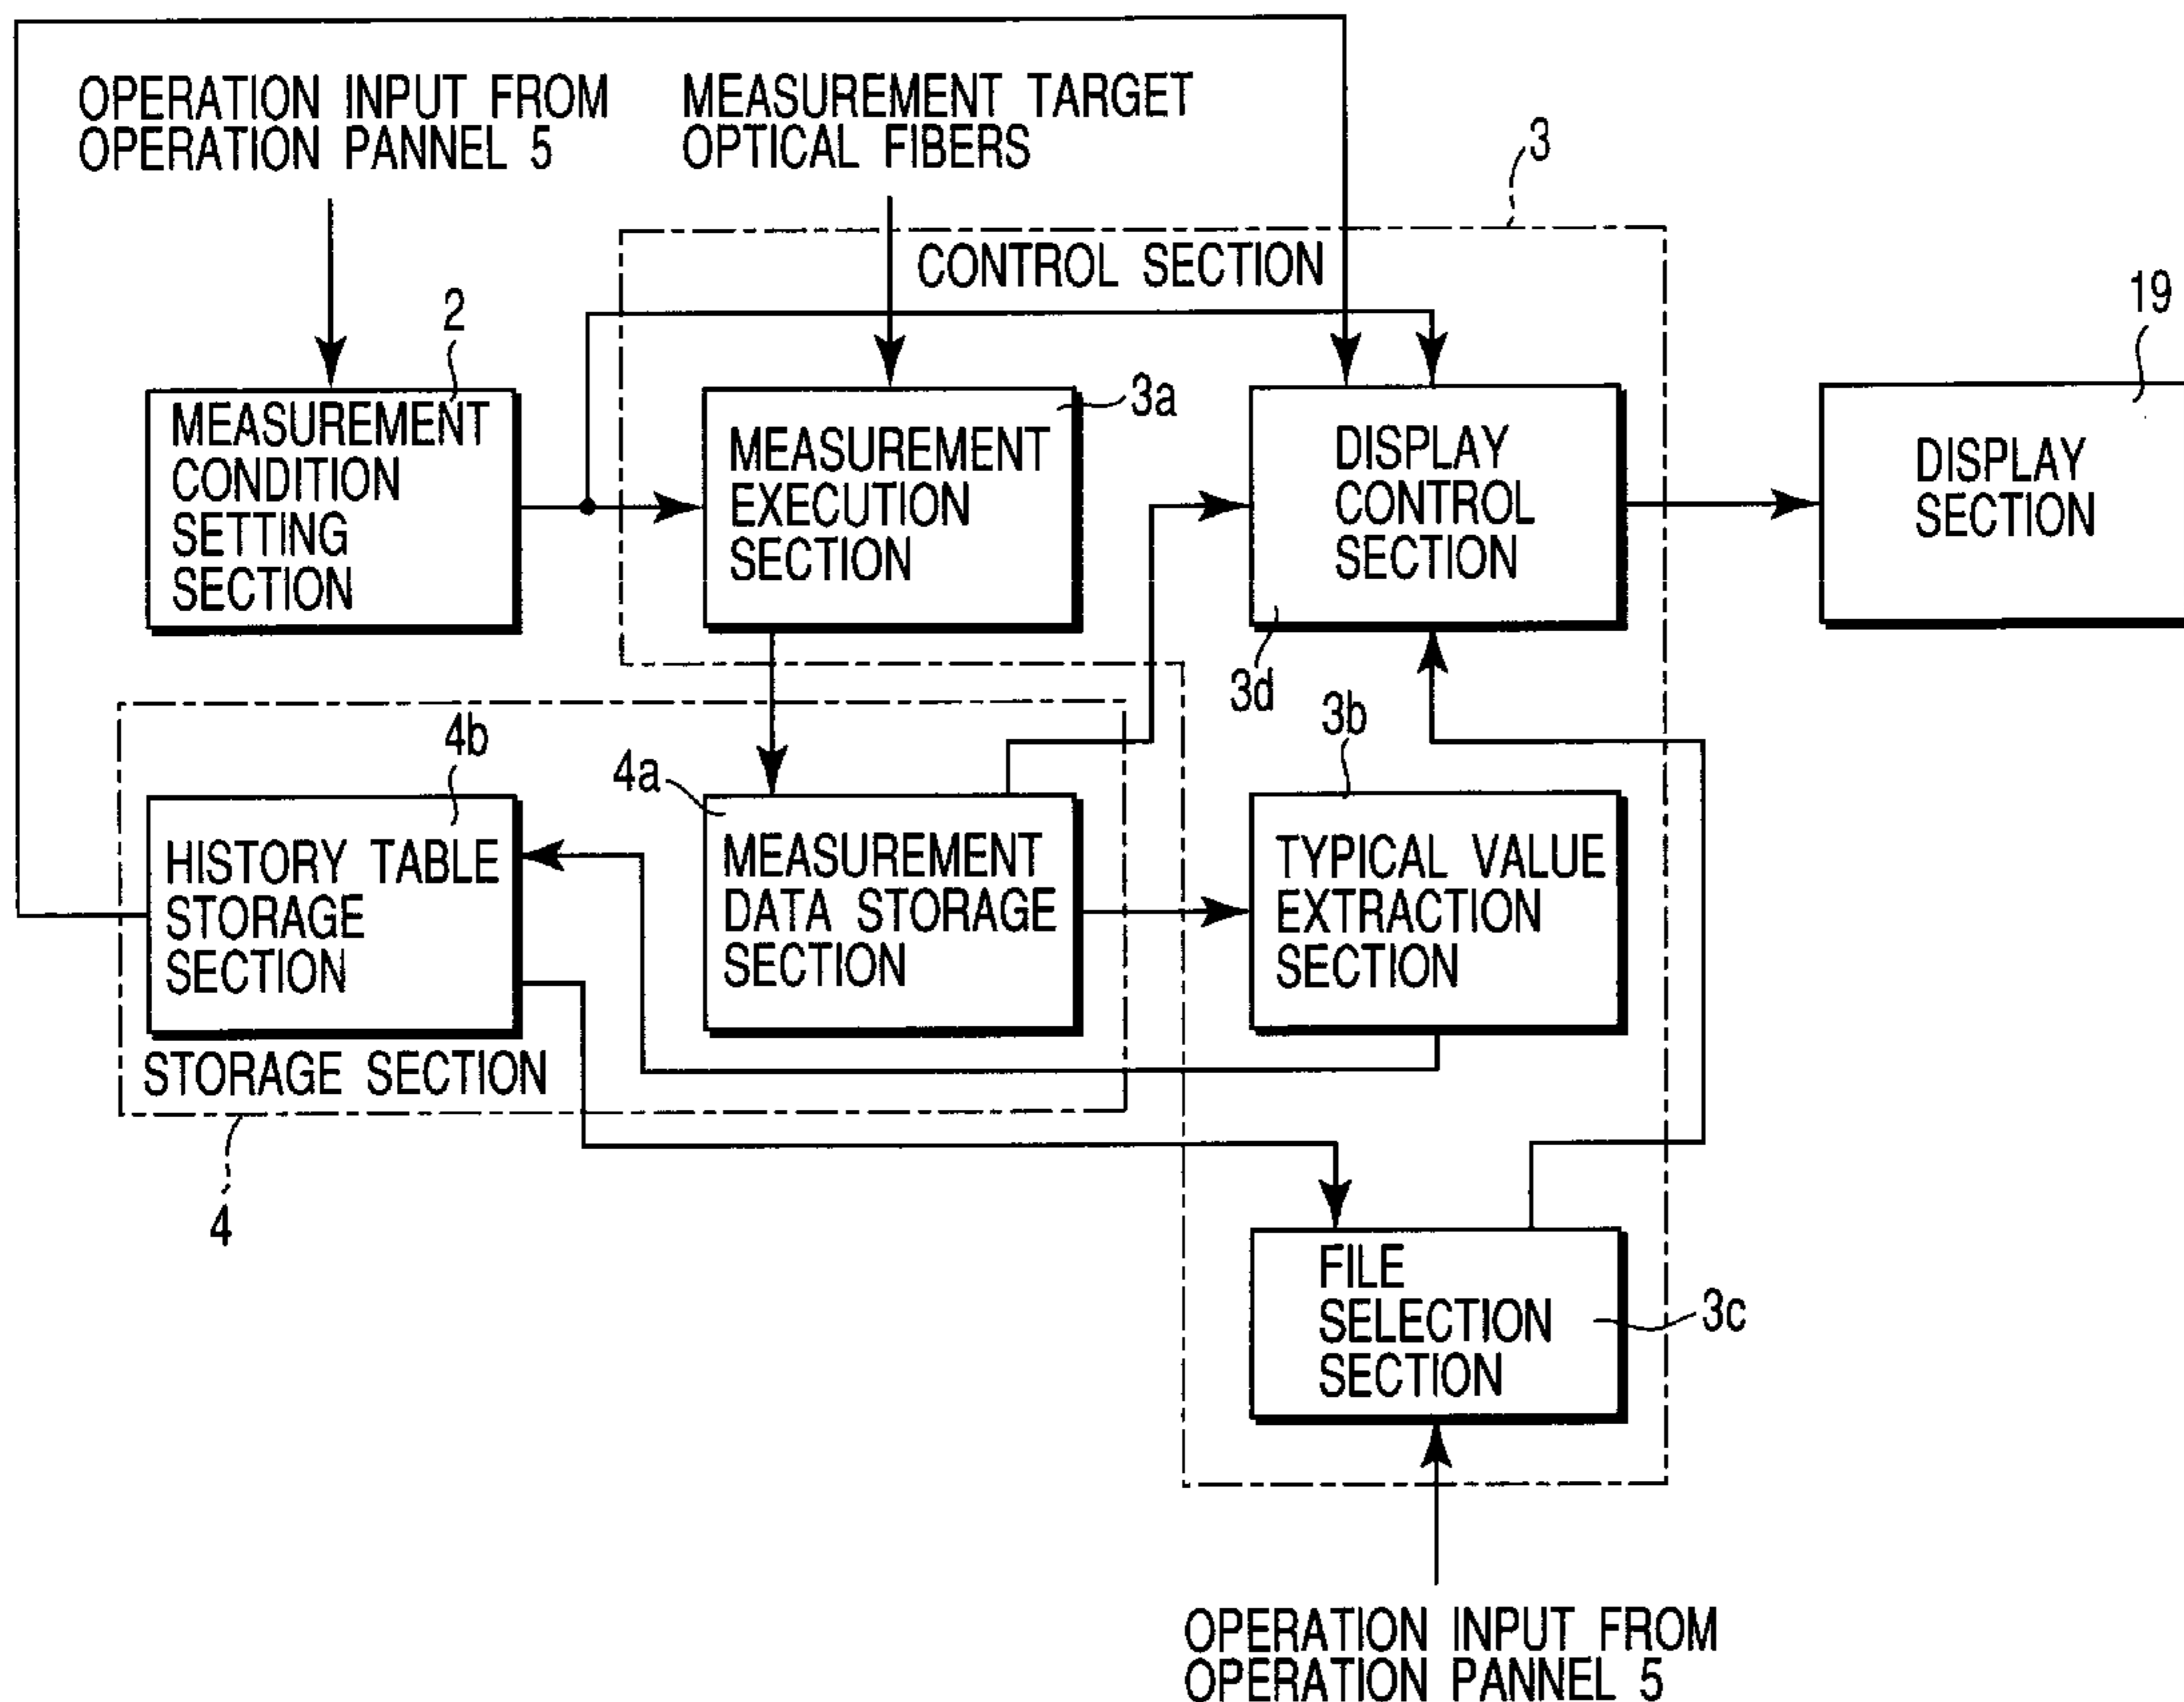 OPERATION INPUT FROM
OPERATION PANNEL 5
MEASUREMENT TARGET
OPTICAL FIBERS
3
CONTROL SECTION
2
19
MEASUREMENT
CONDITION
SETTING
SECTION
3a
MEASUREMENT
EXECUTION
SECTION
DISPLAY
CONTROL
SECTION
3d
DISPLAY
SECTION
4b
4a
3b
HISTORY TABLE
STORAGE
SECTION
MEASUREMENT
DATA STORAGE
SECTION
TYPICAL VALUE
EXTRACTION
SECTION
STORAGE SECTION
4
FILE
SELECTION
SECTION
3c
OPERATION INPUT FROM
OPERATION PANNEL 5